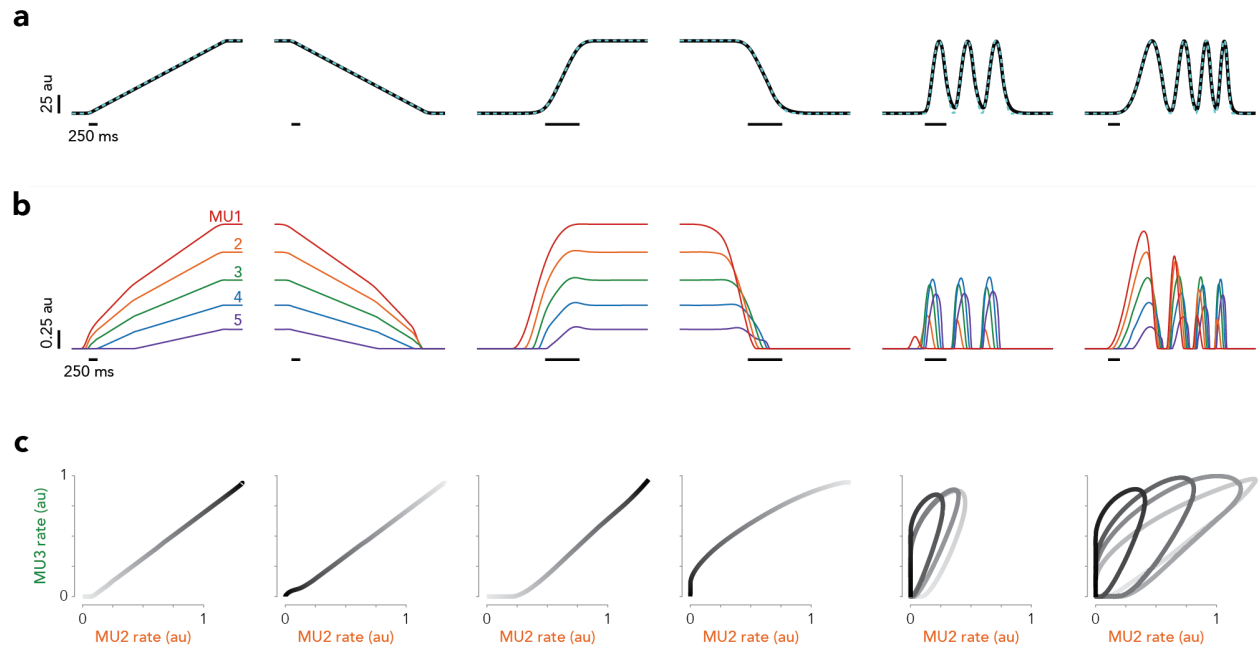 a
25 au
250 ms
b
MU1
2
3
4
5
0.25 au
250 ms
c
MU3 rate (au)
1
0
0 1
MU2 rate (au)
0 1
MU2 rate (au)
0 1
MU2 rate (au)
0 1
MU2 rate (au)
0 1
MU2 rate (au)
0 1
MU2 rate (au)